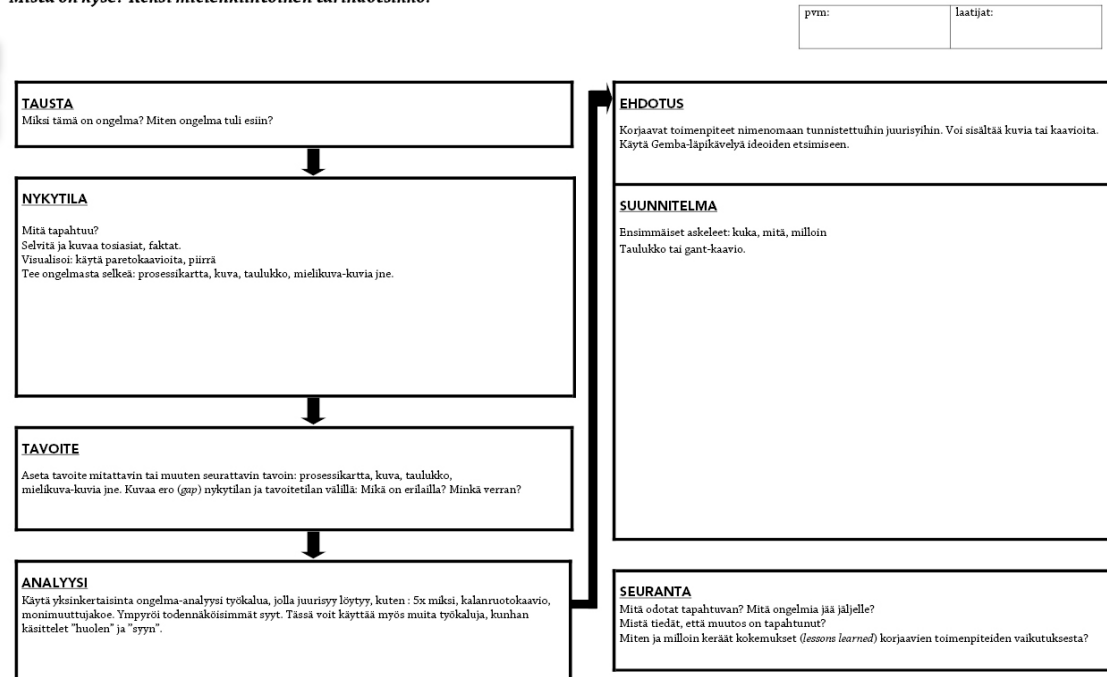 Mistä on kyse? Keksi mielenkiintoinen tarinaotsikko.
pvm:
laatijat:
TAUSTA
Miksi tämä on ongelma? Miten ongelma tuli esiin?
NYKYTILA
Mitä tapahtuu?
Selvitä ja kuvaa tosiasiat, faktat.
Visualisoi: käytä paretokaavioita, piirrä
Tee ongelmasta selkeä: prosessikartta, kuva, taulukko, mielikuva-kuvia jne.
TAVOITE
Aseta tavoite mitattavin tai muuten seurattavin tavoin: prosessikartta, kuva, taulukko,
mielikuva-kuvia jne. Kuvaa ero (gap) nykytilan ja tavoitetilan välillä: Mikä on erilailla? Minkä verran?
ANALYYSI
Käytä yksinkertaisinta ongelma-analyysi työkalua, jolla juurisyy löytyy, kuten : 5x miksi, kalanruotokaavio,
monimuuttujakoe. Ympyröi todennäköisimmät syyt. Tässä voit käyttää myös muita työkaluja, kunhan
käsittelet ”huolen” ja ”syyn”.
EHDOTUS
Korjaavat toimenpiteet nimenomaan tunnistettuihin juurisyihin. Voi sisältää kuvia tai kaavioita.
Käytä Gemba-läpikävelyä ideoiden etsimiseen.
SUUNNITELMA
Ensimmäiset askeleet: kuka, mitä, milloin
Taulukko tai gant-kaavio.
SEURANTA
Mitä odotat tapahtuvan? Mitä ongelmia jää jäljelle?
Mistä tiedät, että muutos on tapahtunut?
Miten ja milloin keräät kokemukset (lessons learned) korjaavien toimenpiteiden vaikutuksesta?